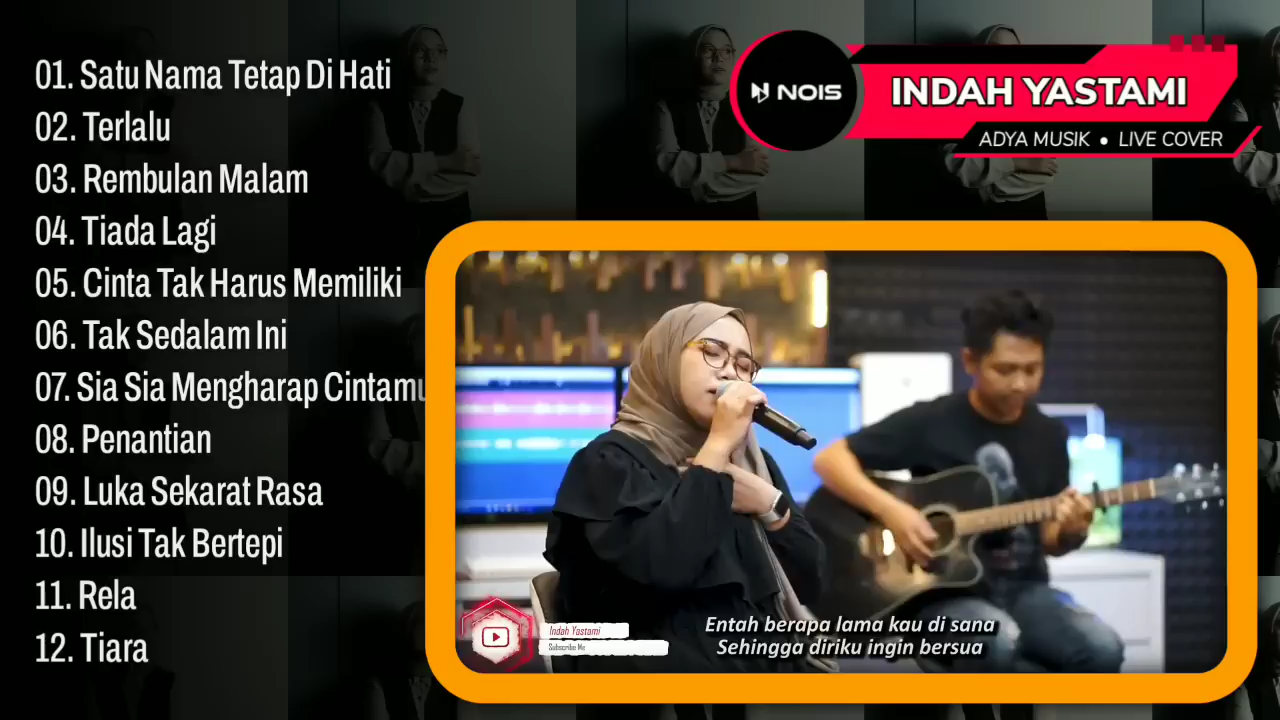 01. Satu Nama Tetap Di Hati
02. Terlalu
03. Rembulan Malam
04. Tiada Lagi
05. Cinta Tak Harus Memiliki
06. Tak Sedalam Ini
07. Sia Sia Mengharap Cintamu
08. Penantian
09. Luka Sekarat Rasa
10. Ilusi Tak Bertepi
11. Rela
12. Tiara
NOIS
INDAH YASTAMI
ADYA MUSIK • LIVE COVER
Indah Yastami
Subscribe Me
Entah berapa lama kau di sana
Sehingga diriku ingin bersua